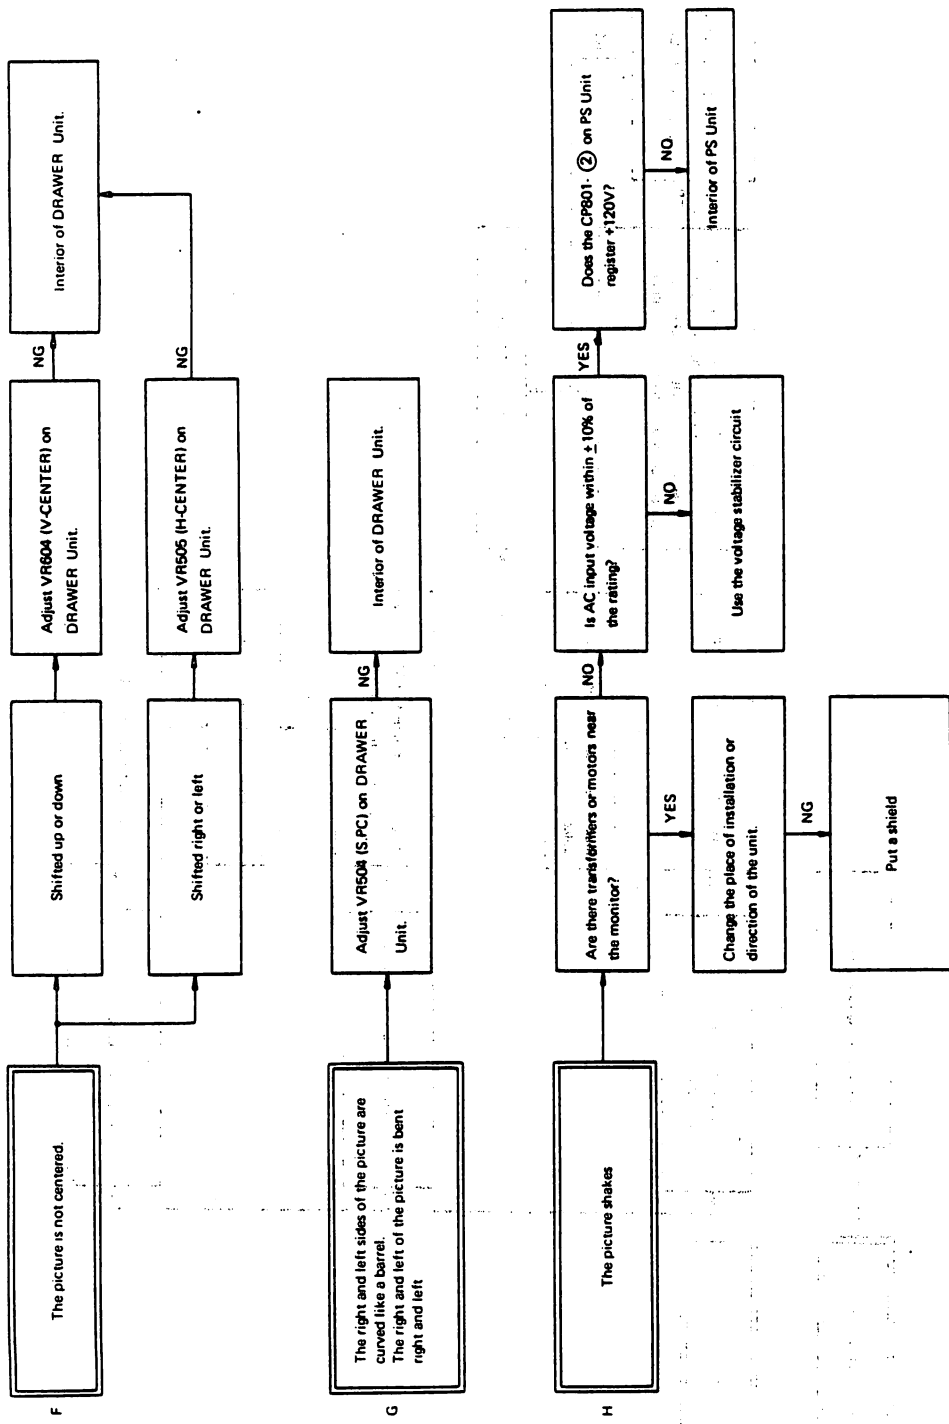 F
The picture is not centered.
Shifted up or down
Adjust VR604 (V-CENTER) on
DRAWER Unit.
NG
Interior of DRAWER Unit.
Shifted right or left
Adjust VR505 (H-CENTER) on
DRAWER Unit.
NG
G
The right and left sides of the picture are
curved like a barrel.
The right and left of the picture is bent
right and left
Adjust VR504 (S.PC) on DRAWER
Unit.
NG
Interior of DRAWER Unit.
H
The picture shakes
Are there transformers or motors near
the monitor?
NO
Is AC input voltage within ±10% of
the rating?
YES
Does the CP801- ② on PS Unit
register +120V?
YES
Change the place of installation or
direction of the unit.
NO
Use the voltage stabilizer circuit
NO
Interior of PS Unit
NG
Put a shield